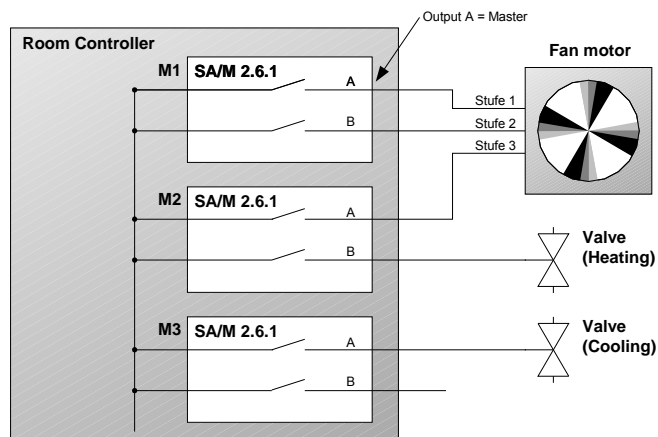 Output A = Master
Room Controller
Fan motor
M1
SA/M 2.6.1
A
B
Stufe 1
Stufe 2
Stufe 3
M2
SA/M 2.6.1
A
B
Valve
(Heating)
M3
SA/M 2.6.1
A
B
Valve
(Cooling)